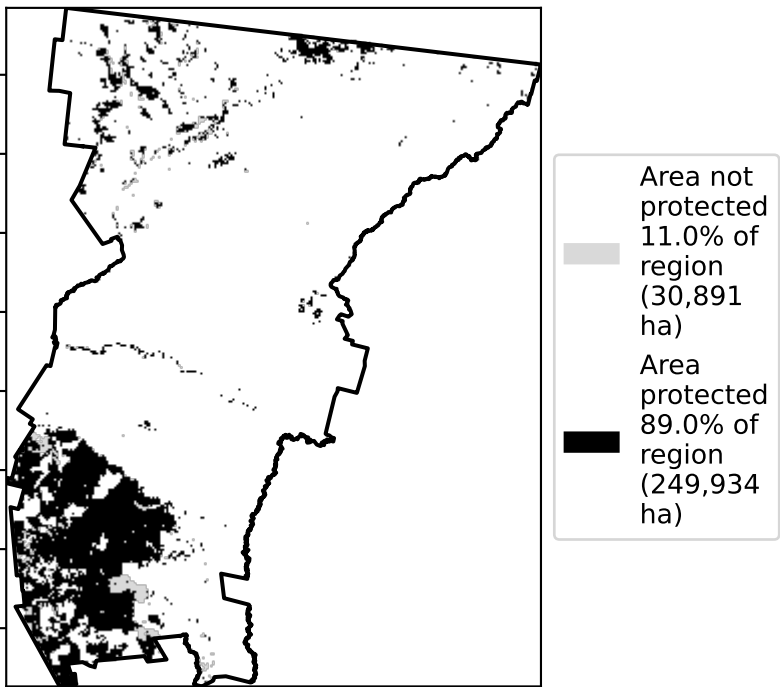 Area not
protected
11.0% of
region
(30,891
ha)
Area
protected
89.0% of
region
(249,934
ha)